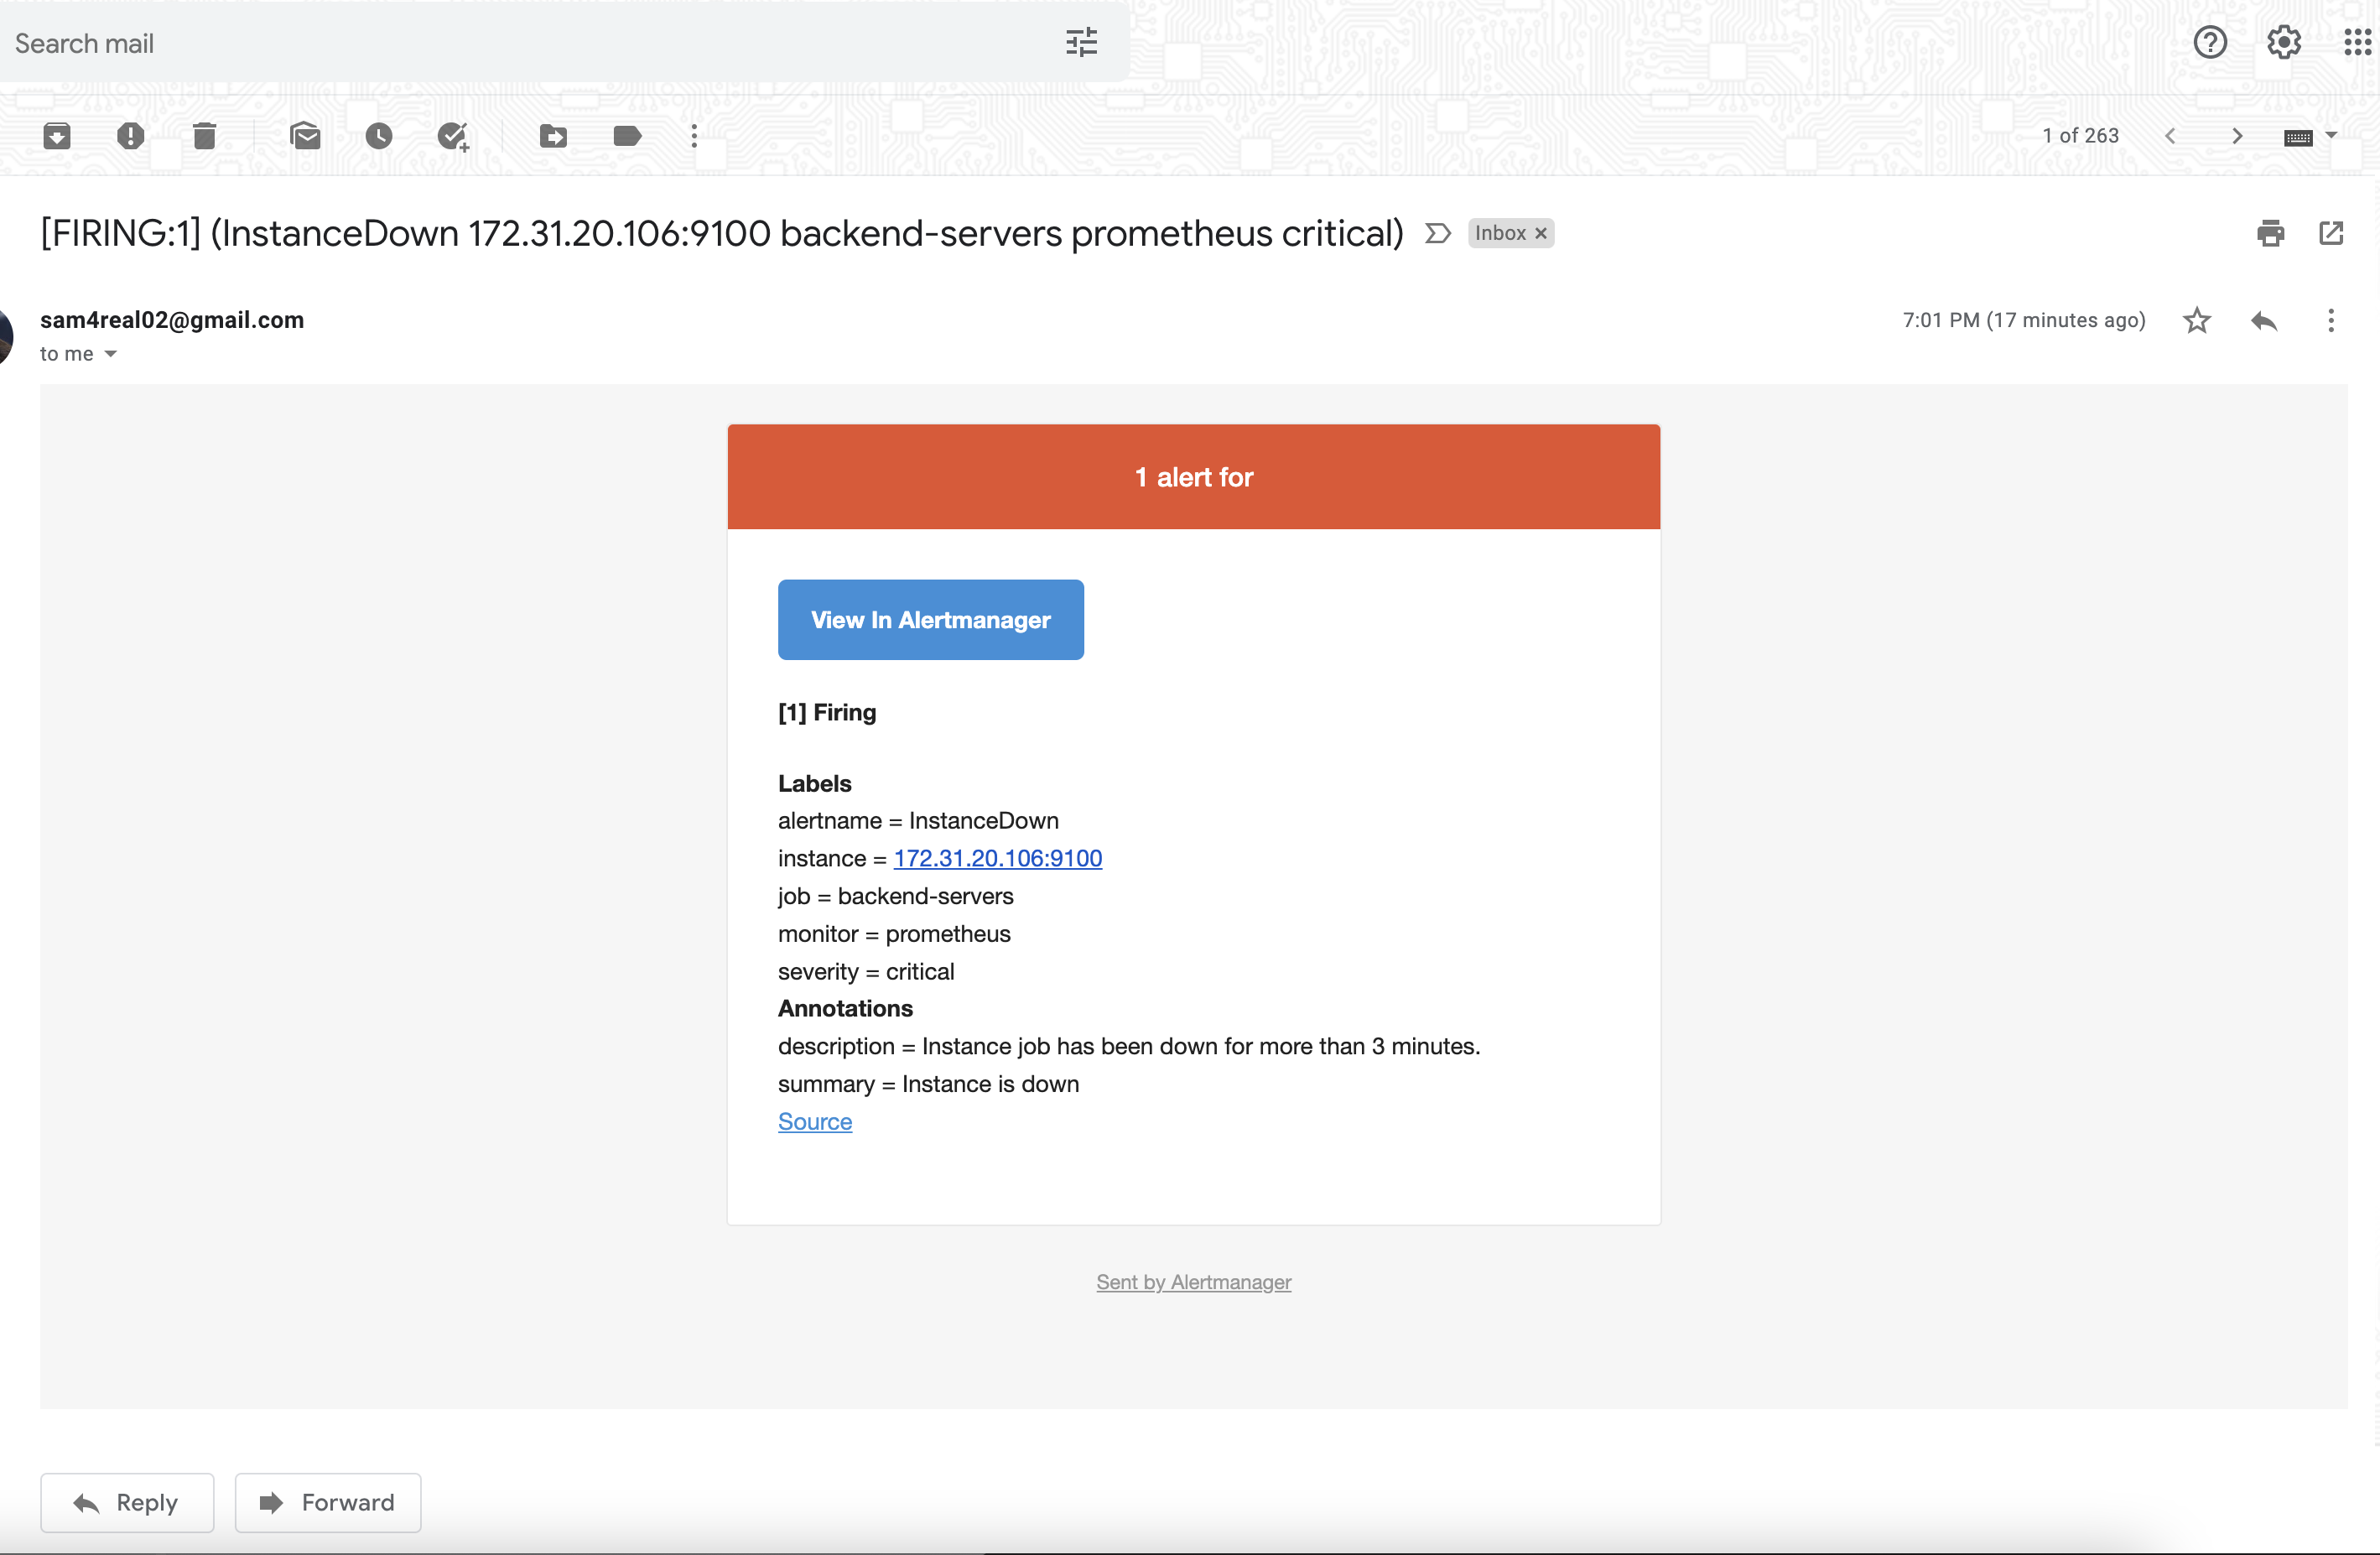 Search mail
1 of 263
[FIRING:1] (InstanceDown 172.31.20.106:9100 backend-servers prometheus critical) Inbox ×
sam4real02@gmail.com 7:01 PM (17 minutes ago)
to me
1 alert for
View In Alertmanager
[1] Firing
Labels
alertname = InstanceDown
instance = 172.31.20.106:9100
job = backend-servers
monitor = prometheus
severity = critical
Annotations
description = Instance job has been down for more than 3 minutes.
summary = Instance is down
Source
Sent by Alertmanager
Reply Forward